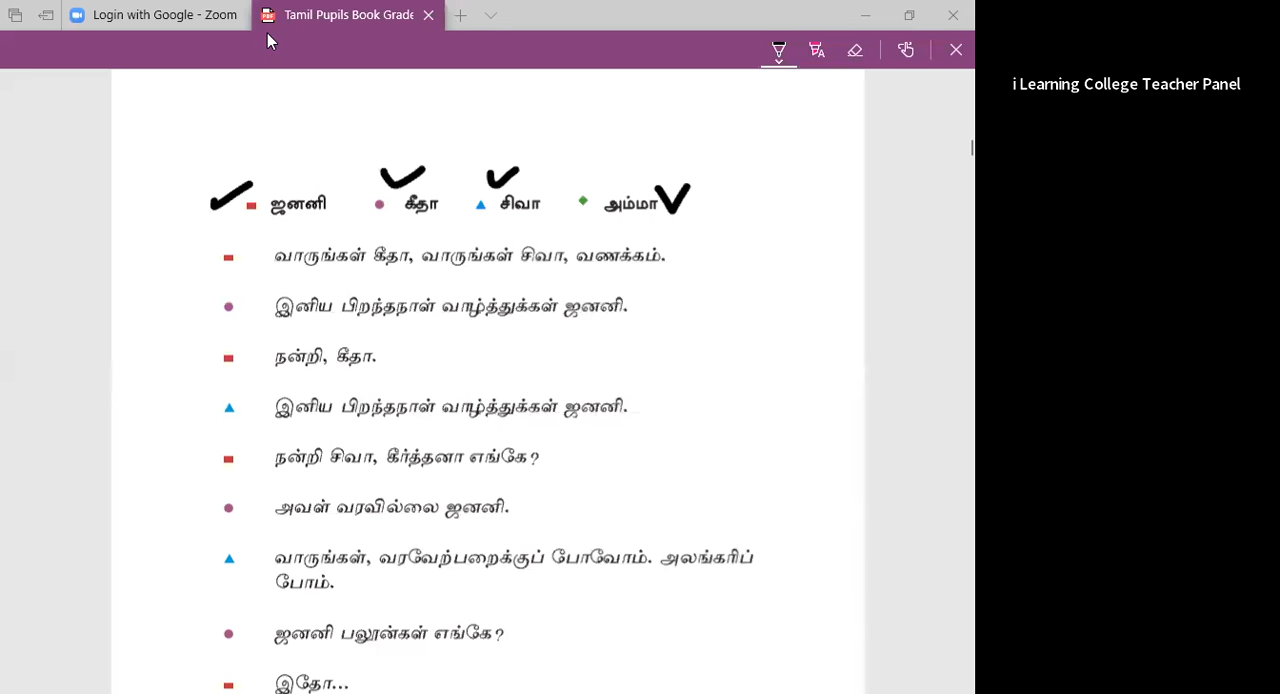 Login with Google - Zoom
Tamil Pupils Book Grade
i Learning College Teacher Panel
ஜனனி கீதா சிவா அம்மா
வாருங்கள் கீதா, வாருங்கள் சிவா, வணக்கம்.
இனிய பிறந்தநாள் வாழ்த்துக்கள் ஜனனி.
நன்றி, கீதா.
இனிய பிறந்தநாள் வாழ்த்துக்கள் ஜனனி.
நன்றி சிவா, கீர்த்தனா எங்கே?
அவள் வரவில்லை ஜனனி.
வாருங்கள், வரவேற்பறைக்குப் போவோம். அலங்கரிப்
போம்.
ஜனனி பலூன்கள் எங்கே?
இதோ...